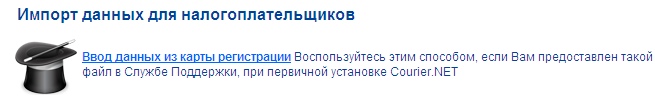 Импорт данных для налогоплательщиков
Ввод данных из карты регистрации Воспользуйтесь этим способом, если Вам предоставлен такой
файл в Службе Поддержки, при первичной установке Courier.NET